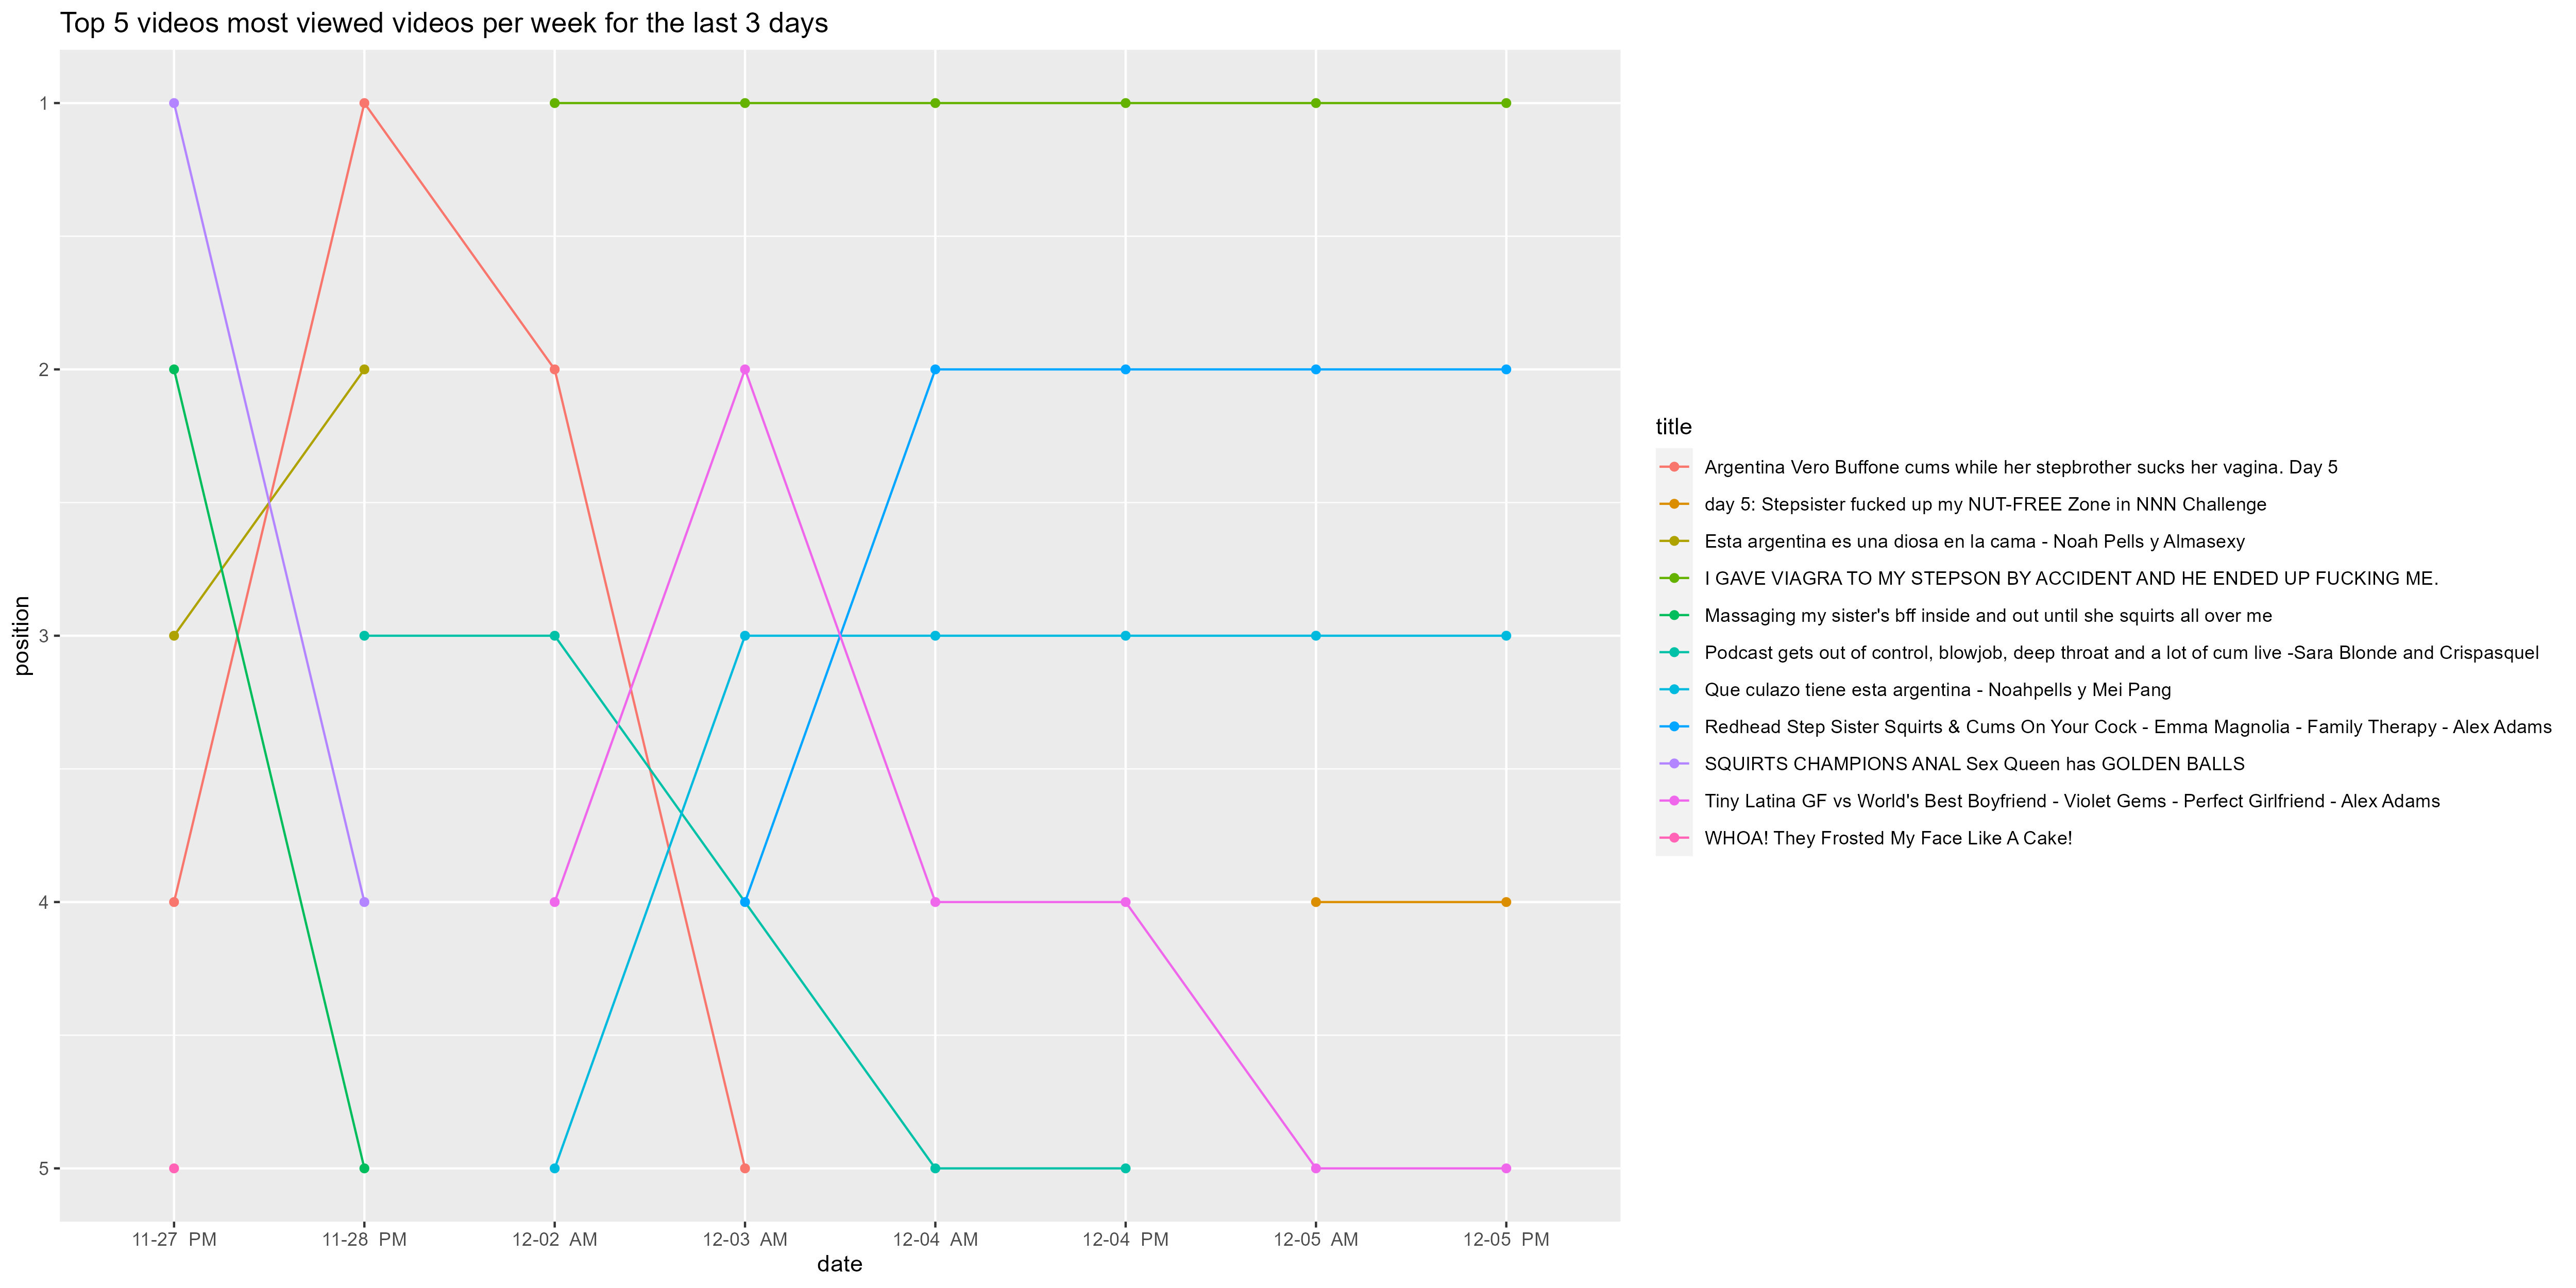 Top 5 videos most viewed videos per week for the last 3 days
position
1
2
3
4
5
11-27 PM
11-28 PM
12-02 AM
12-03 AM
12-04 AM
12-04 PM
12-05 AM
12-05 PM
date
title
Argentina Vero Buffone cums while her stepbrother sucks her vagina. Day 5
day 5: Stepsister fucked up my NUT-FREE Zone in NNN Challenge
Esta argentina es una diosa en la cama - Noah Pells y Almasexy
I GAVE VIAGRA TO MY STEPSON BY ACCIDENT AND HE ENDED UP FUCKING ME.
Massaging my sister's bff inside and out until she squirts all over me
Podcast gets out of control, blowjob, deep throat and a lot of cum live -Sara Blonde and Crispasquel
Que culazo tiene esta argentina - Noahpells y Mei Pang
Redhead Step Sister Squirts & Cums On Your Cock - Emma Magnolia - Family Therapy - Alex Adams
SQUIRTS CHAMPIONS ANAL Sex Queen has GOLDEN BALLS
Tiny Latina GF vs World's Best Boyfriend - Violet Gems - Perfect Girlfriend - Alex Adams
WHOA! They Frosted My Face Like A Cake!